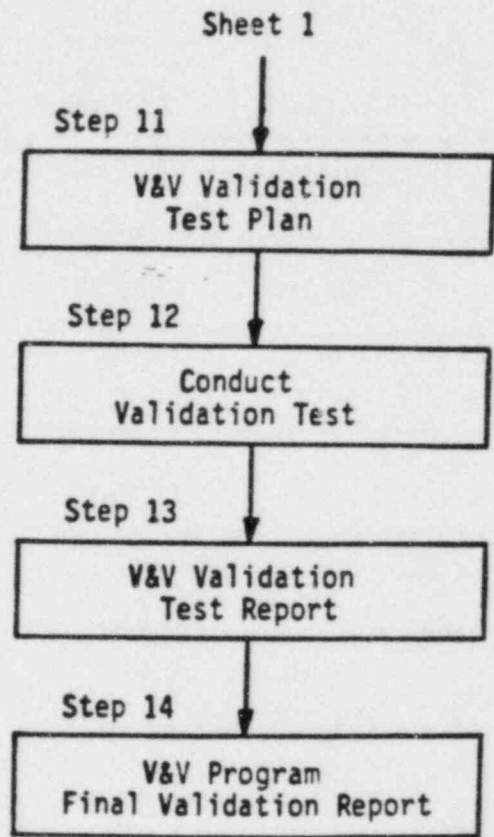 Sheet 1
Step 11
V&V Validation
Test Plan
Step 12
Conduct
Validation Test
Step 13
V&V Validation
Test Report
Step 14
V&V Program
Final Validation Report